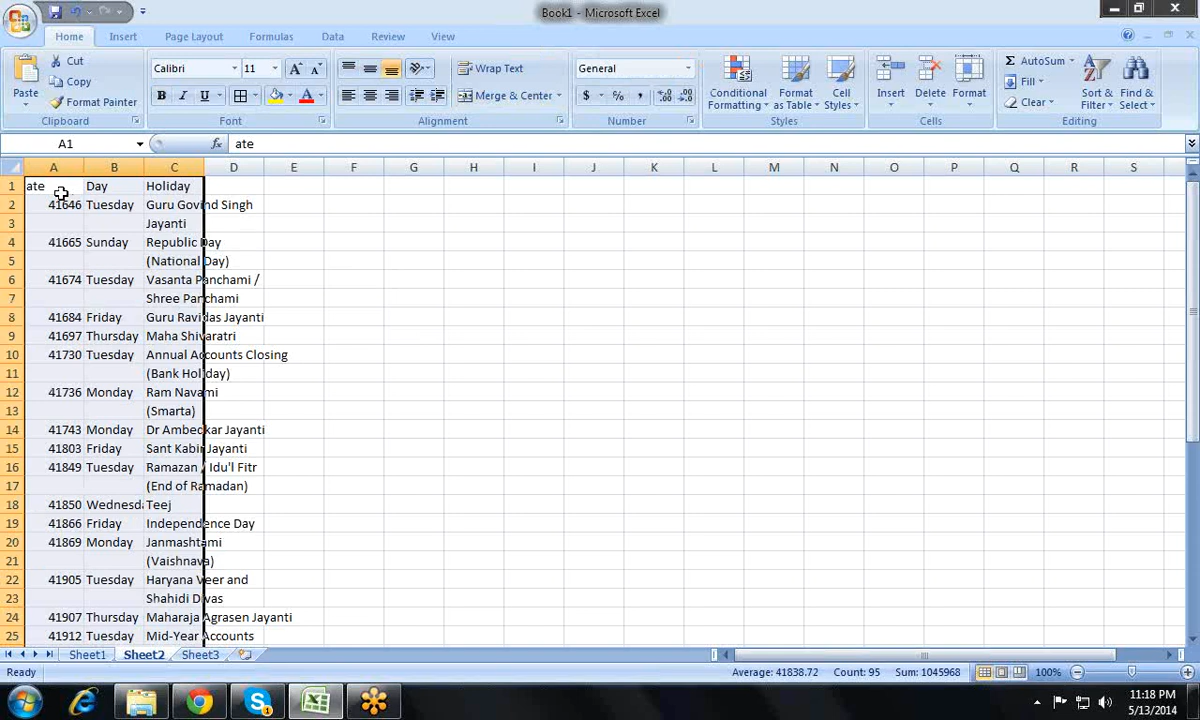 Book1 - Microsoft Excel
Home Insert Page Layout Formulas Data Review View
Paste
Cut
Copy
Format Painter
Clipboard
Calibri 11
B I U
Font
Wrap Text
Merge & Center
Alignment
General
$ % ,
Number
Conditional Formatting
Format as Table
Cell Styles
Styles
Insert Delete Format
Cells
AutoSum
Fill
Clear
Sort & Filter
Find & Select
Editing
A1 fx ate
A B C D E F G H I J K L M N O P Q R S
1 ate Day Holiday
2 41646 Tuesday Guru Govind Singh
3 Jayanti
4 41665 Sunday Republic Day
5 (National Day)
6 41674 Tuesday Vasanta Panchami /
7 Shree Panchami
8 41684 Friday Guru Ravidas Jayanti
9 41697 Thursday Maha Shivaratri
10 41730 Tuesday Annual Accounts Closing
11 (Bank Holiday)
12 41736 Monday Ram Navami
13 (Smarta)
14 41743 Monday Dr Ambedkar Jayanti
15 41803 Friday Sant Kabir Jayanti
16 41849 Tuesday Ramazan / Idu'l Fitr
17 (End of Ramadan)
18 41850 Wednesda Teej
19 41866 Friday Independence Day
20 41869 Monday Janmashtami
21 (Vaishnava)
22 41905 Tuesday Haryana Veer and
23 Shahidi Divas
24 41907 Thursday Maharaja Agrasen Jayanti
25 41912 Tuesday Mid-Year Accounts
Sheet1 Sheet2 Sheet3
Ready Average: 41838.72 Count: 95 Sum: 1045968 100%
11:18 PM
5/13/2014